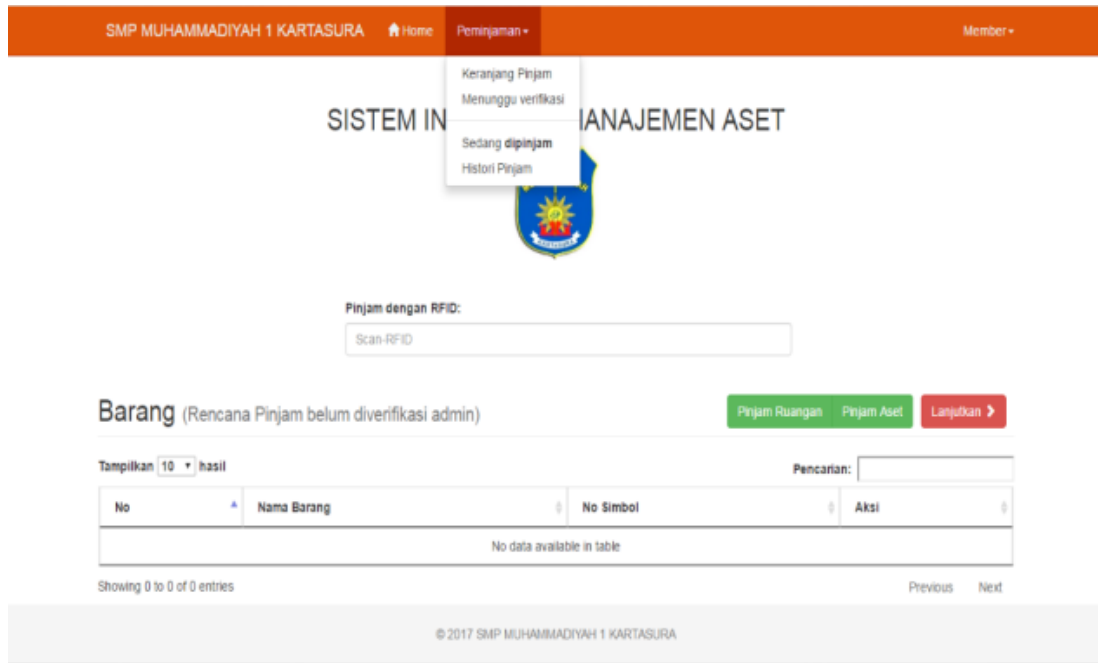 SMP MUHAMMADIYAH 1 KARTASURA Home Peminjaman Member
Keranjang Pinjam
Menunggu verifikasi
SISTEM IN ANAJEMEN ASET
Sedang dipinjam
Histori Pinjam
KARTASURA
Pinjam dengan RFID:
Scan-RFID
Barang (Rencana Pinjam belum diverifikasi admin) Pinjam Ruangan Pinjam Aset Lanjutkan
Tampilkan 10 hasil Pencarian:
No Nama Barang No Simbol Aksi
No data available in table
Showing 0 to 0 of 0 entries Previous Next
© 2017 SMP MUHAMMADIYAH 1 KARTASURA